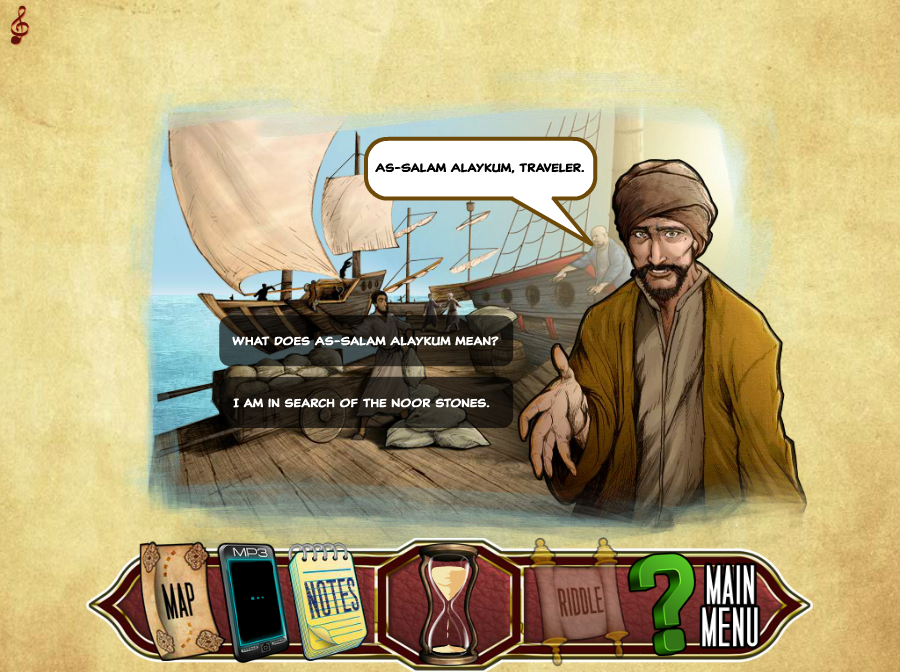 AS-SALAM ALAYKUM, TRAVELER.
WHAT DOES AS-SALAM ALAYKUM MEAN?
I AM IN SEARCH OF THE NOOR STONES.
MAP
MP3
NOTES
RIDDLE
?
MAIN
MENU